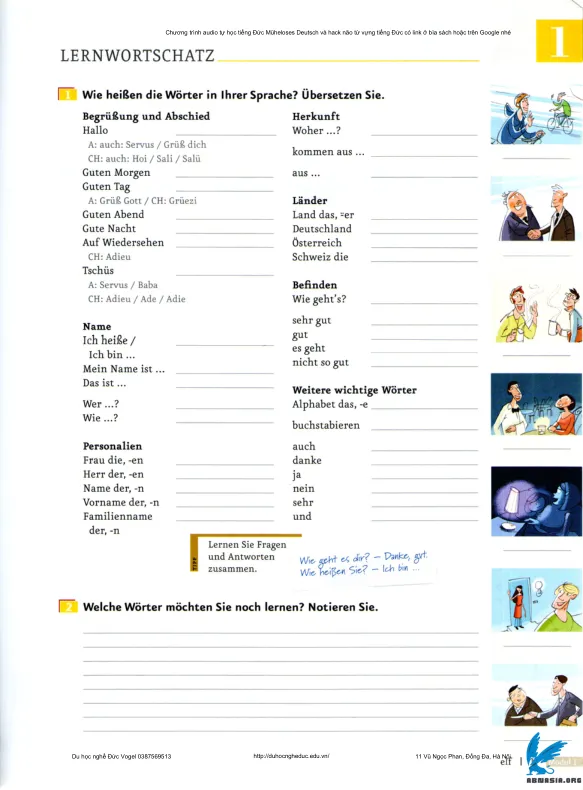 Chương trình audio tự học tiếng Đức Müheloses Deutsch và hack não từ vựng tiếng Đức có link ở bìa sách hoặc trên Google nhé
1
LERNWORTSCHATZ
1 Wie heißen die Wörter in Ihrer Sprache? Übersetzen Sie.
Begrüßung und Abschied
Hallo
A: auch: Servus / Grüß dich
CH: auch: Hoi / Sali / Salü
Guten Morgen
Guten Tag
A: Grüß Gott / CH: Grüezi
Guten Abend
Gute Nacht
Auf Wiedersehen
CH: Adieu
Tschüs
A: Servus / Baba
CH: Adieu / Ade / Adie
Name
Ich heiße /
Ich bin ...
Mein Name ist ...
Das ist ...
Wer ...?
Wie ...?
Personalien
Frau die, -en
Herr der, -en
Name der, -n
Vorname der, -n
Familienname
der, -n
Herkunft
Woher ...?
kommen aus ...
aus ...
Länder
Land das, ¨er
Deutschland
Österreich
Schweiz die
Befinden
Wie geht's?
sehr gut
gut
es geht
nicht so gut
Weitere wichtige Wörter
Alphabet das, -e
buchstabieren
auch
danke
ja
nein
sehr
und
TIPP
Lernen Sie Fragen
und Antworten
zusammen.
Wie geht es dir? – Danke, gut.
Wie heißen Sie? – Ich bin ...
2 Welche Wörter möchten Sie noch lernen? Notieren Sie.
Du học nghề Đức Vogel 0387569513
http://duhocngheduc.edu.vn/
11 Vũ Ngọc Phan, Đống Đa, Hà Nội
elf | Modul 1
ABMASIA.ORG